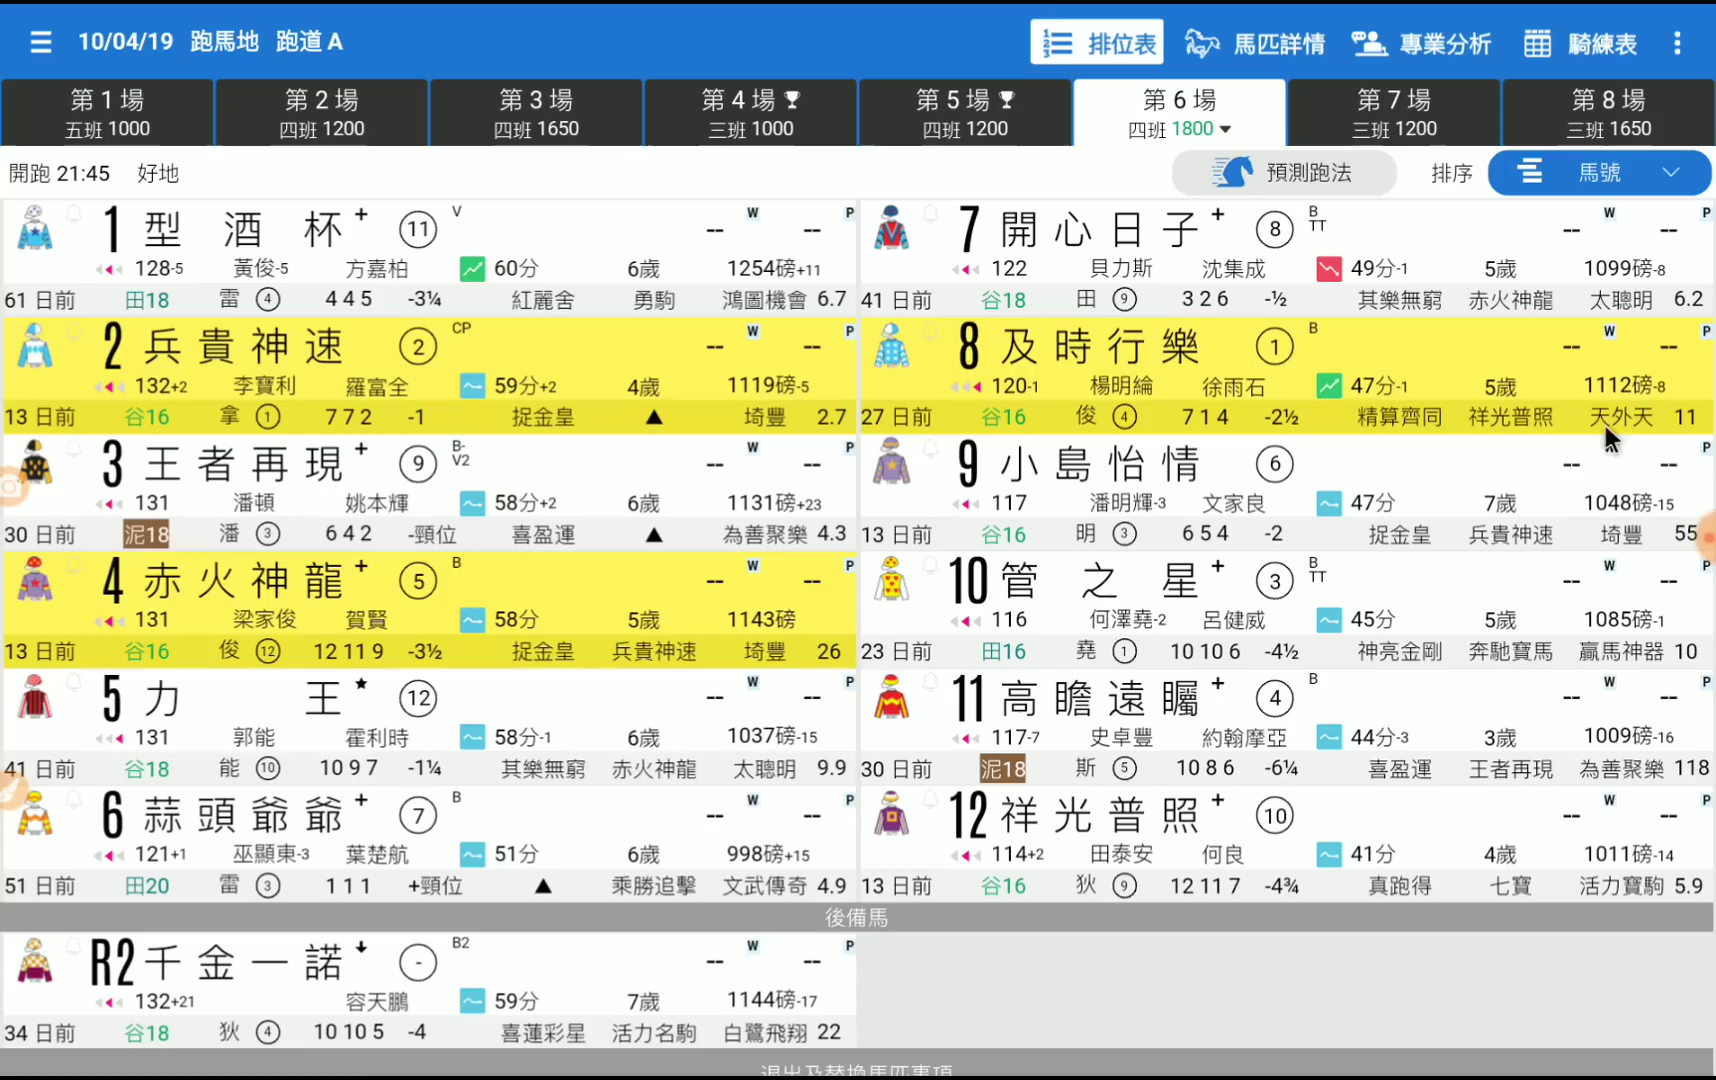 10/04/19 跑馬地 跑道 A
排位表 馬匹詳情 專業分析 騎練表
第 1 場 第 2 場 第 3 場 第 4 場 第 5 場 第 6 場 第 7 場 第 8 場
五班 1000 四班 1200 四班 1650 三班 1000 四班 1200 四班 1800 三班 1200 三班 1650
開跑 21:45 好地 預測跑法 排序 馬號
1 型酒杯+ 11 V -- W -- P
128-5 黃俊-5 方嘉柏 60分 6歲 1254磅+11
61 日前 田18 雷 4 4 4 5 -3¼ 紅麗舍 勇駒 鴻圖機會 6.7
2 兵貴神速 2 CP -- W -- P
132+2 李寶利 羅富全 59分+2 4歲 1119磅-5
13 日前 谷16 拿 1 7 7 2 -1 捉金皇 ▲ 埼豐 2.7
3 王者再現+ 9 B- V2 -- W -- P
131 潘頓 姚本輝 58分+2 6歲 1131磅+23
30 日前 泥18 潘 3 6 4 2 -頸位 喜盈運 ▲ 為善聚樂 4.3
4 赤火神龍+ 5 B -- W -- P
131 梁家俊 賀賢 58分 5歲 1143磅
13 日前 谷16 俊 12 12 11 9 -3½ 捉金皇 兵貴神速 埼豐 26
5 力王★ 12 -- W -- P
131 郭能 霍利時 58分-1 6歲 1037磅-15
41 日前 谷18 能 10 10 9 7 -1¼ 其樂無窮 赤火神龍 太聰明 9.9
6 蒜頭爺爺+ 7 B -- W -- P
121+1 巫顯東-3 葉楚航 51分 6歲 998磅+15
51 日前 田20 雷 3 1 1 1 +頸位 ▲ 乘勝追擊 文武傳奇 4.9
7 開心日子+ 8 B TT -- W -- P
122 貝力斯 沈集成 49分-1 5歲 1099磅-8
41 日前 谷18 田 9 3 2 6 -½ 其樂無窮 赤火神龍 太聰明 6.2
8 及時行樂 1 B -- W -- P
120-1 楊明綸 徐雨石 47分-1 5歲 1112磅-8
27 日前 谷16 俊 4 7 1 4 -2½ 精算齊同 祥光普照 天外天 11
9 小島怡情 6 -- W -- P
117 潘明輝-3 文家良 47分 7歲 1048磅-15
13 日前 谷16 明 3 6 5 4 -2 捉金皇 兵貴神速 埼豐 55
10 管之星+ 3 B TT -- W -- P
116 何澤堯-2 呂健威 45分 5歲 1085磅-1
23 日前 田16 堯 1 10 10 6 -4½ 神亮金剛 奔馳寶馬 贏馬神器 10
11 高瞻遠矚+ 4 B -- W -- P
117-7 史卓豐 約翰摩亞 44分-3 3歲 1009磅-16
30 日前 泥18 斯 5 10 8 6 -6¼ 喜盈運 王者再現 為善聚樂 118
12 祥光普照+ 10 -- W -- P
114+2 田泰安 何良 41分 4歲 1011磅-14
13 日前 谷16 狄 9 12 11 7 -4¾ 真跑得 七寶 活力寶駒 5.9
後備馬
R2 千金一諾 - B2 -- W -- P
132+21 容天鵬 59分 7歲 1144磅-17
34 日前 谷18 狄 4 10 10 5 -4 喜蓮彩星 活力名駒 白鷺飛翔 22
退出及替換馬匹事項